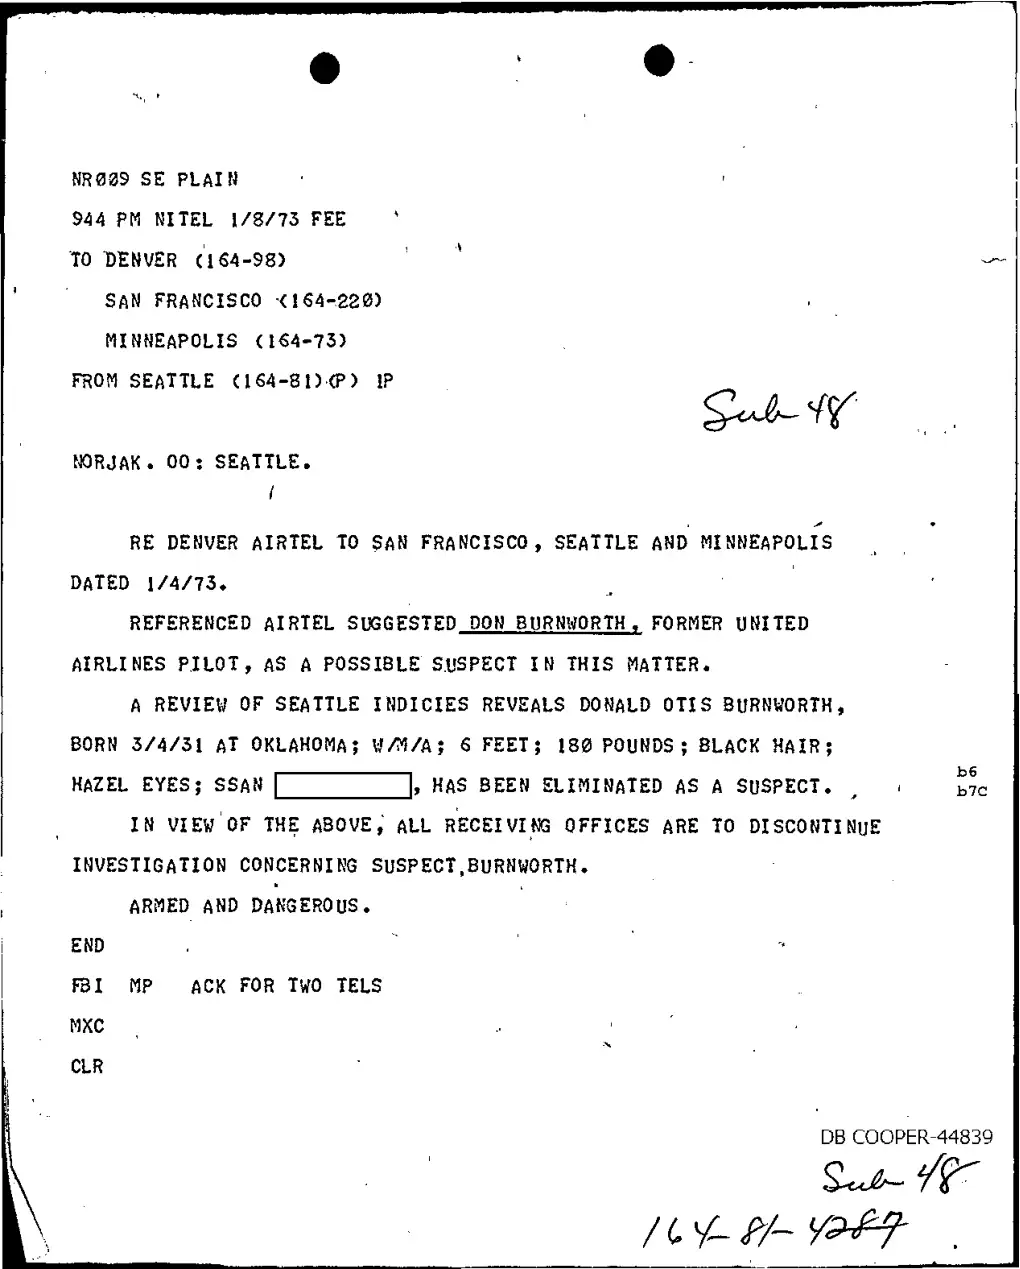 NR009 SE PLAIN
944 PM NITEL 1/8/73 FEE
TO DENVER (164-98)
SAN FRANCISCO (164-220)
MINNEAPOLIS (164-73)
FROM SEATTLE (164-81) (P) 1P
Sub 48
NORJAK. OO: SEATTLE.
RE DENVER AIRTEL TO SAN FRANCISCO, SEATTLE AND MINNEAPOLIS
DATED 1/4/73.
REFERENCED AIRTEL SUGGESTED DON BURNWORTH, FORMER UNITED
AIRLINES PILOT, AS A POSSIBLE SUSPECT IN THIS MATTER.
A REVIEW OF SEATTLE INDICIES REVEALS DONALD OTIS BURNWORTH,
BORN 3/4/31 AT OKLAHOMA; W/M/A; 6 FEET; 180 POUNDS; BLACK HAIR;
HAZEL EYES; SSAN , HAS BEEN ELIMINATED AS A SUSPECT.
b6
b7C
IN VIEW OF THE ABOVE, ALL RECEIVING OFFICES ARE TO DISCONTINUE
INVESTIGATION CONCERNING SUSPECT,BURNWORTH.
ARMED AND DANGEROUS.
END
FBI MP ACK FOR TWO TELS
MXC
CLR
DB COOPER-44839
Sub 48
164-81-4287